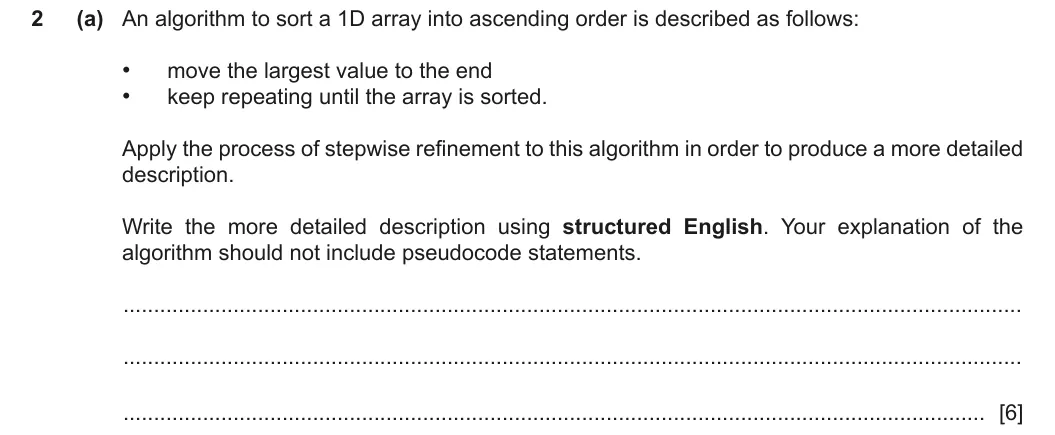 2 (a) An algorithm to sort a 1D array into ascending order is described as follows:
• move the largest value to the end
• keep repeating until the array is sorted.
Apply the process of stepwise refinement to this algorithm in order to produce a more detailed
description.
Write the more detailed description using structured English. Your explanation of the
algorithm should not include pseudocode statements.
...................................................................................................................................................
...................................................................................................................................................
............................................................................................................................................. [6]